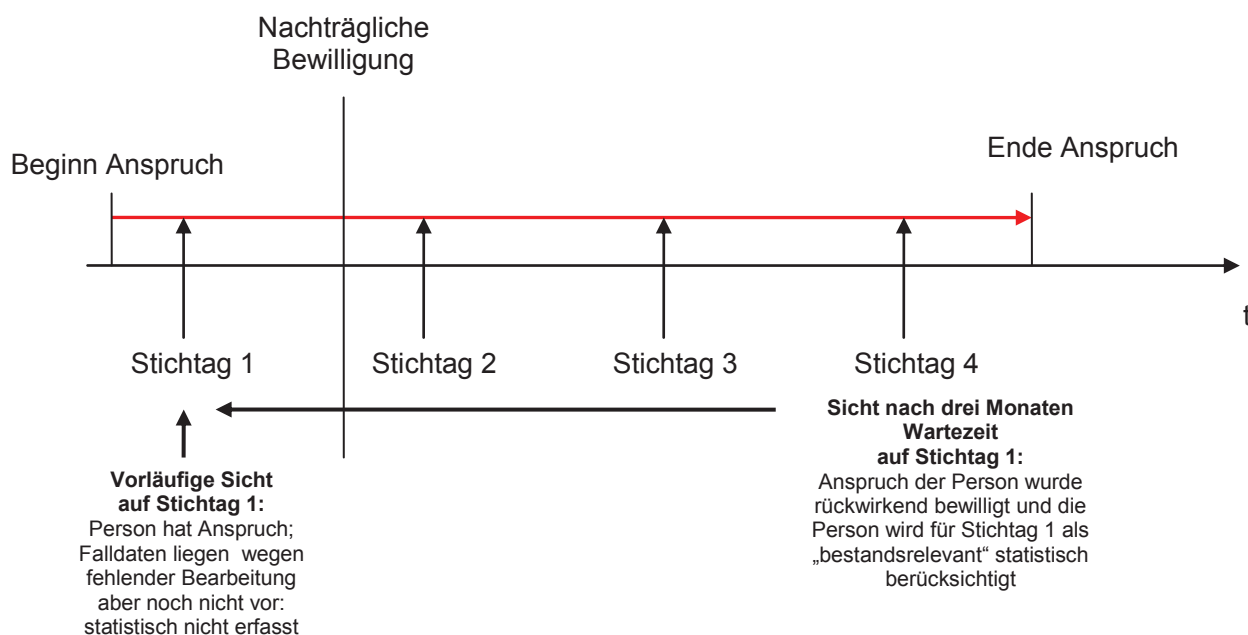 Nachträgliche
Bewilligung
Beginn Anspruch
Ende Anspruch
t
Stichtag 1
Stichtag 2
Stichtag 3
Stichtag 4
Vorläufige Sicht
auf Stichtag 1:
Person hat Anspruch;
Falldaten liegen wegen
fehlender Bearbeitung
aber noch nicht vor:
statistisch nicht erfasst
Sicht nach drei Monaten
Wartezeit
auf Stichtag 1:
Anspruch der Person wurde
rückwirkend bewilligt und die
Person wird für Stichtag 1 als
„bestandsrelevant“ statistisch
berücksichtigt